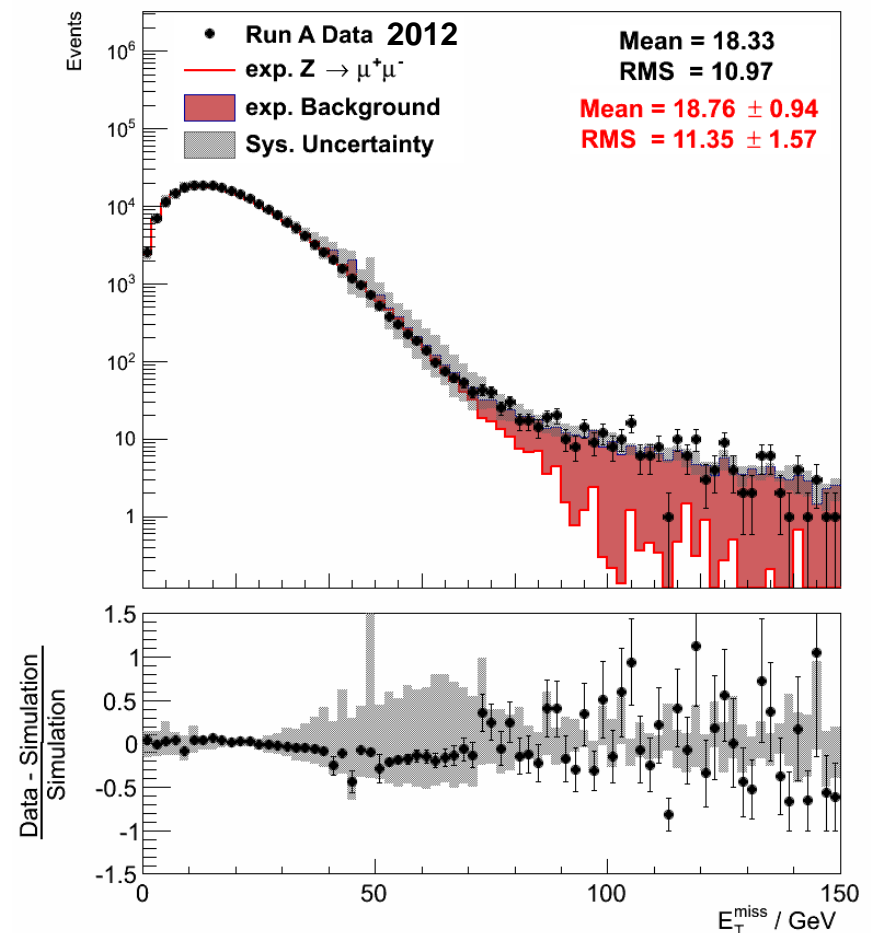 Events
10⁶
10⁵
10⁴
10³
10²
10
1
Run A Data 2012
exp. Z → μ⁺μ⁻
exp. Background
Sys. Uncertainty
Mean = 18.33
RMS = 10.97
Mean = 18.76 ± 0.94
RMS = 11.35 ± 1.57
Data - Simulation
Simulation
1.5
1
0.5
0
-0.5
-1
-1.5
0 50 100 150
E_T^miss / GeV